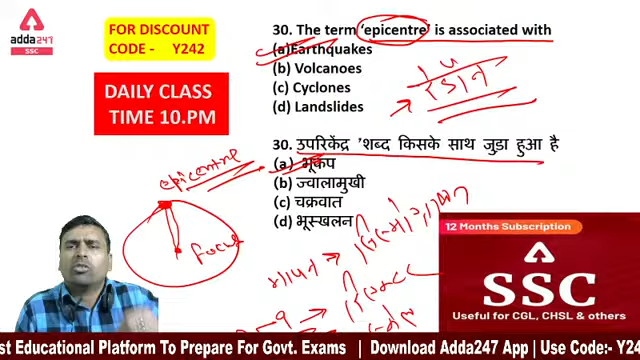 adda247
SSC
FOR DISCOUNT
CODE - Y242
DAILY CLASS
TIME 10.PM
30. The term ‘epicentre’ is associated with
(a)Earthquakes
(b) Volcanoes
(c) Cyclones
(d) Landslides
30. उपरिकेंद्र 'शब्द किसके साथ जुड़ा हुआ है
(a) भूकंप
(b) ज्वालामुखी
(c) चक्रवात
(d) भूस्खलन
epicentre
Focus
12 Months Subscription
SSC
Useful for CGL, CHSL & others
st Educational Platform To Prepare For Govt. Exams | Download Adda247 App | Use Code:- Y24